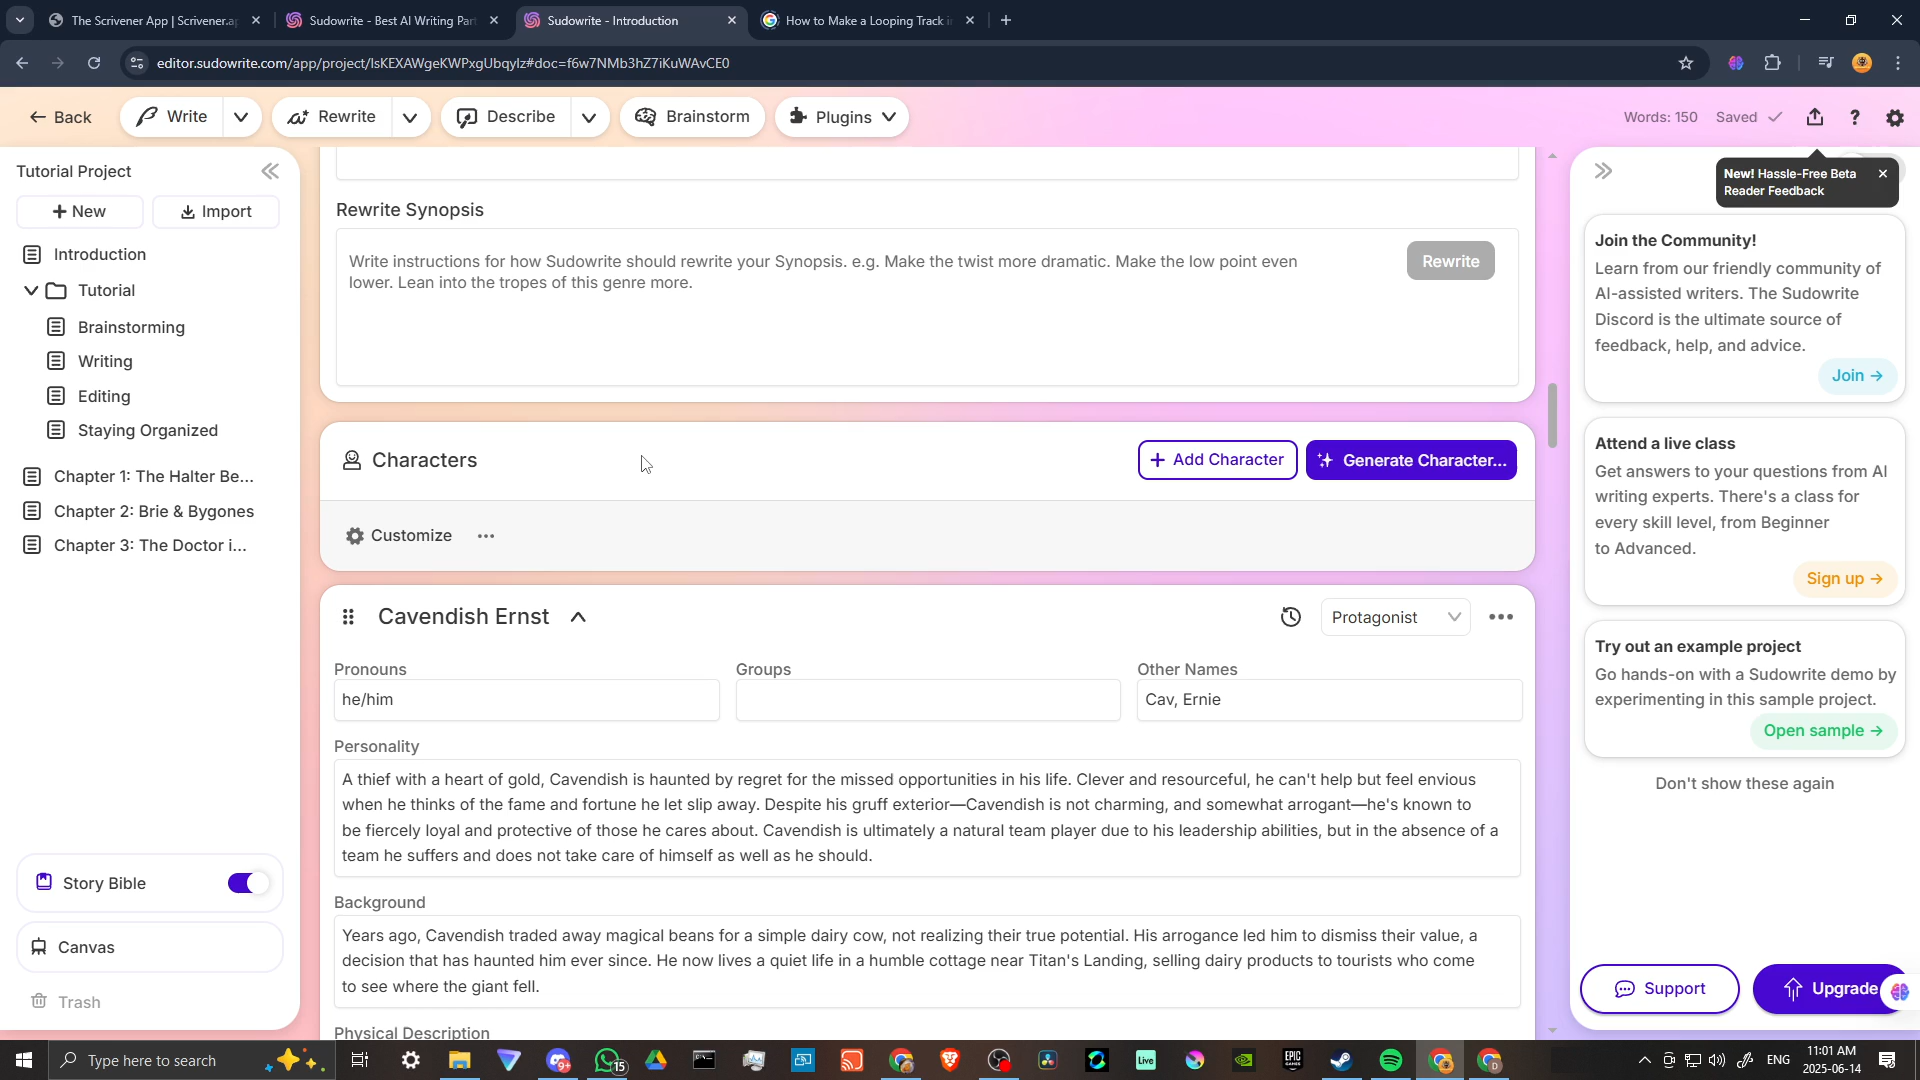 The Scrivener App | Scrivener.ap
Sudowrite - Best AI Writing Part
Sudowrite - Introduction
How to Make a Looping Track in
editor.sudowrite.com/app/project/IsKEXAWgeKWPxgUbqyIz#doc=f6w7NMb3hZ7iKuWAvCE0
Back
Write
Rewrite
Describe
Brainstorm
Plugins
Words: 150
Saved
?
Tutorial Project
+ New
Import
Introduction
Tutorial
Brainstorming
Writing
Editing
Staying Organized
Chapter 1: The Halter Be...
Chapter 2: Brie & Bygones
Chapter 3: The Doctor i...
Story Bible
Canvas
Trash
Rewrite Synopsis
Write instructions for how Sudowrite should rewrite your Synopsis. e.g. Make the twist more dramatic. Make the low point even
lower. Lean into the tropes of this genre more.
Rewrite
Characters
+ Add Character
Generate Character...
Customize
Cavendish Ernst
Protagonist
Pronouns
Groups
Other Names
he/him
Cav, Ernie
Personality
A thief with a heart of gold, Cavendish is haunted by regret for the missed opportunities in his life. Clever and resourceful, he can't help but feel envious
when he thinks of the fame and fortune he let slip away. Despite his gruff exterior—Cavendish is not charming, and somewhat arrogant—he's known to
be fiercely loyal and protective of those he cares about. Cavendish is ultimately a natural team player due to his leadership abilities, but in the absence of a
team he suffers and does not take care of himself as well as he should.
Background
Years ago, Cavendish traded away magical beans for a simple dairy cow, not realizing their true potential. His arrogance led him to dismiss their value, a
decision that has haunted him ever since. He now lives a quiet life in a humble cottage near Titan's Landing, selling dairy products to tourists who come
to see where the giant fell.
Physical Description
New! Hassle-Free Beta
Reader Feedback
Join the Community!
Learn from our friendly community of
AI-assisted writers. The Sudowrite
Discord is the ultimate source of
feedback, help, and advice.
Join →
Attend a live class
Get answers to your questions from AI
writing experts. There's a class for
every skill level, from Beginner
to Advanced.
Sign up →
Try out an example project
Go hands-on with a Sudowrite demo by
experimenting in this sample project.
Open sample →
Don't show these again
Support
Upgrade
Type here to search
9+
15
Live
EPIC
GAMES
D
ENG
11:01 AM
2025-06-14